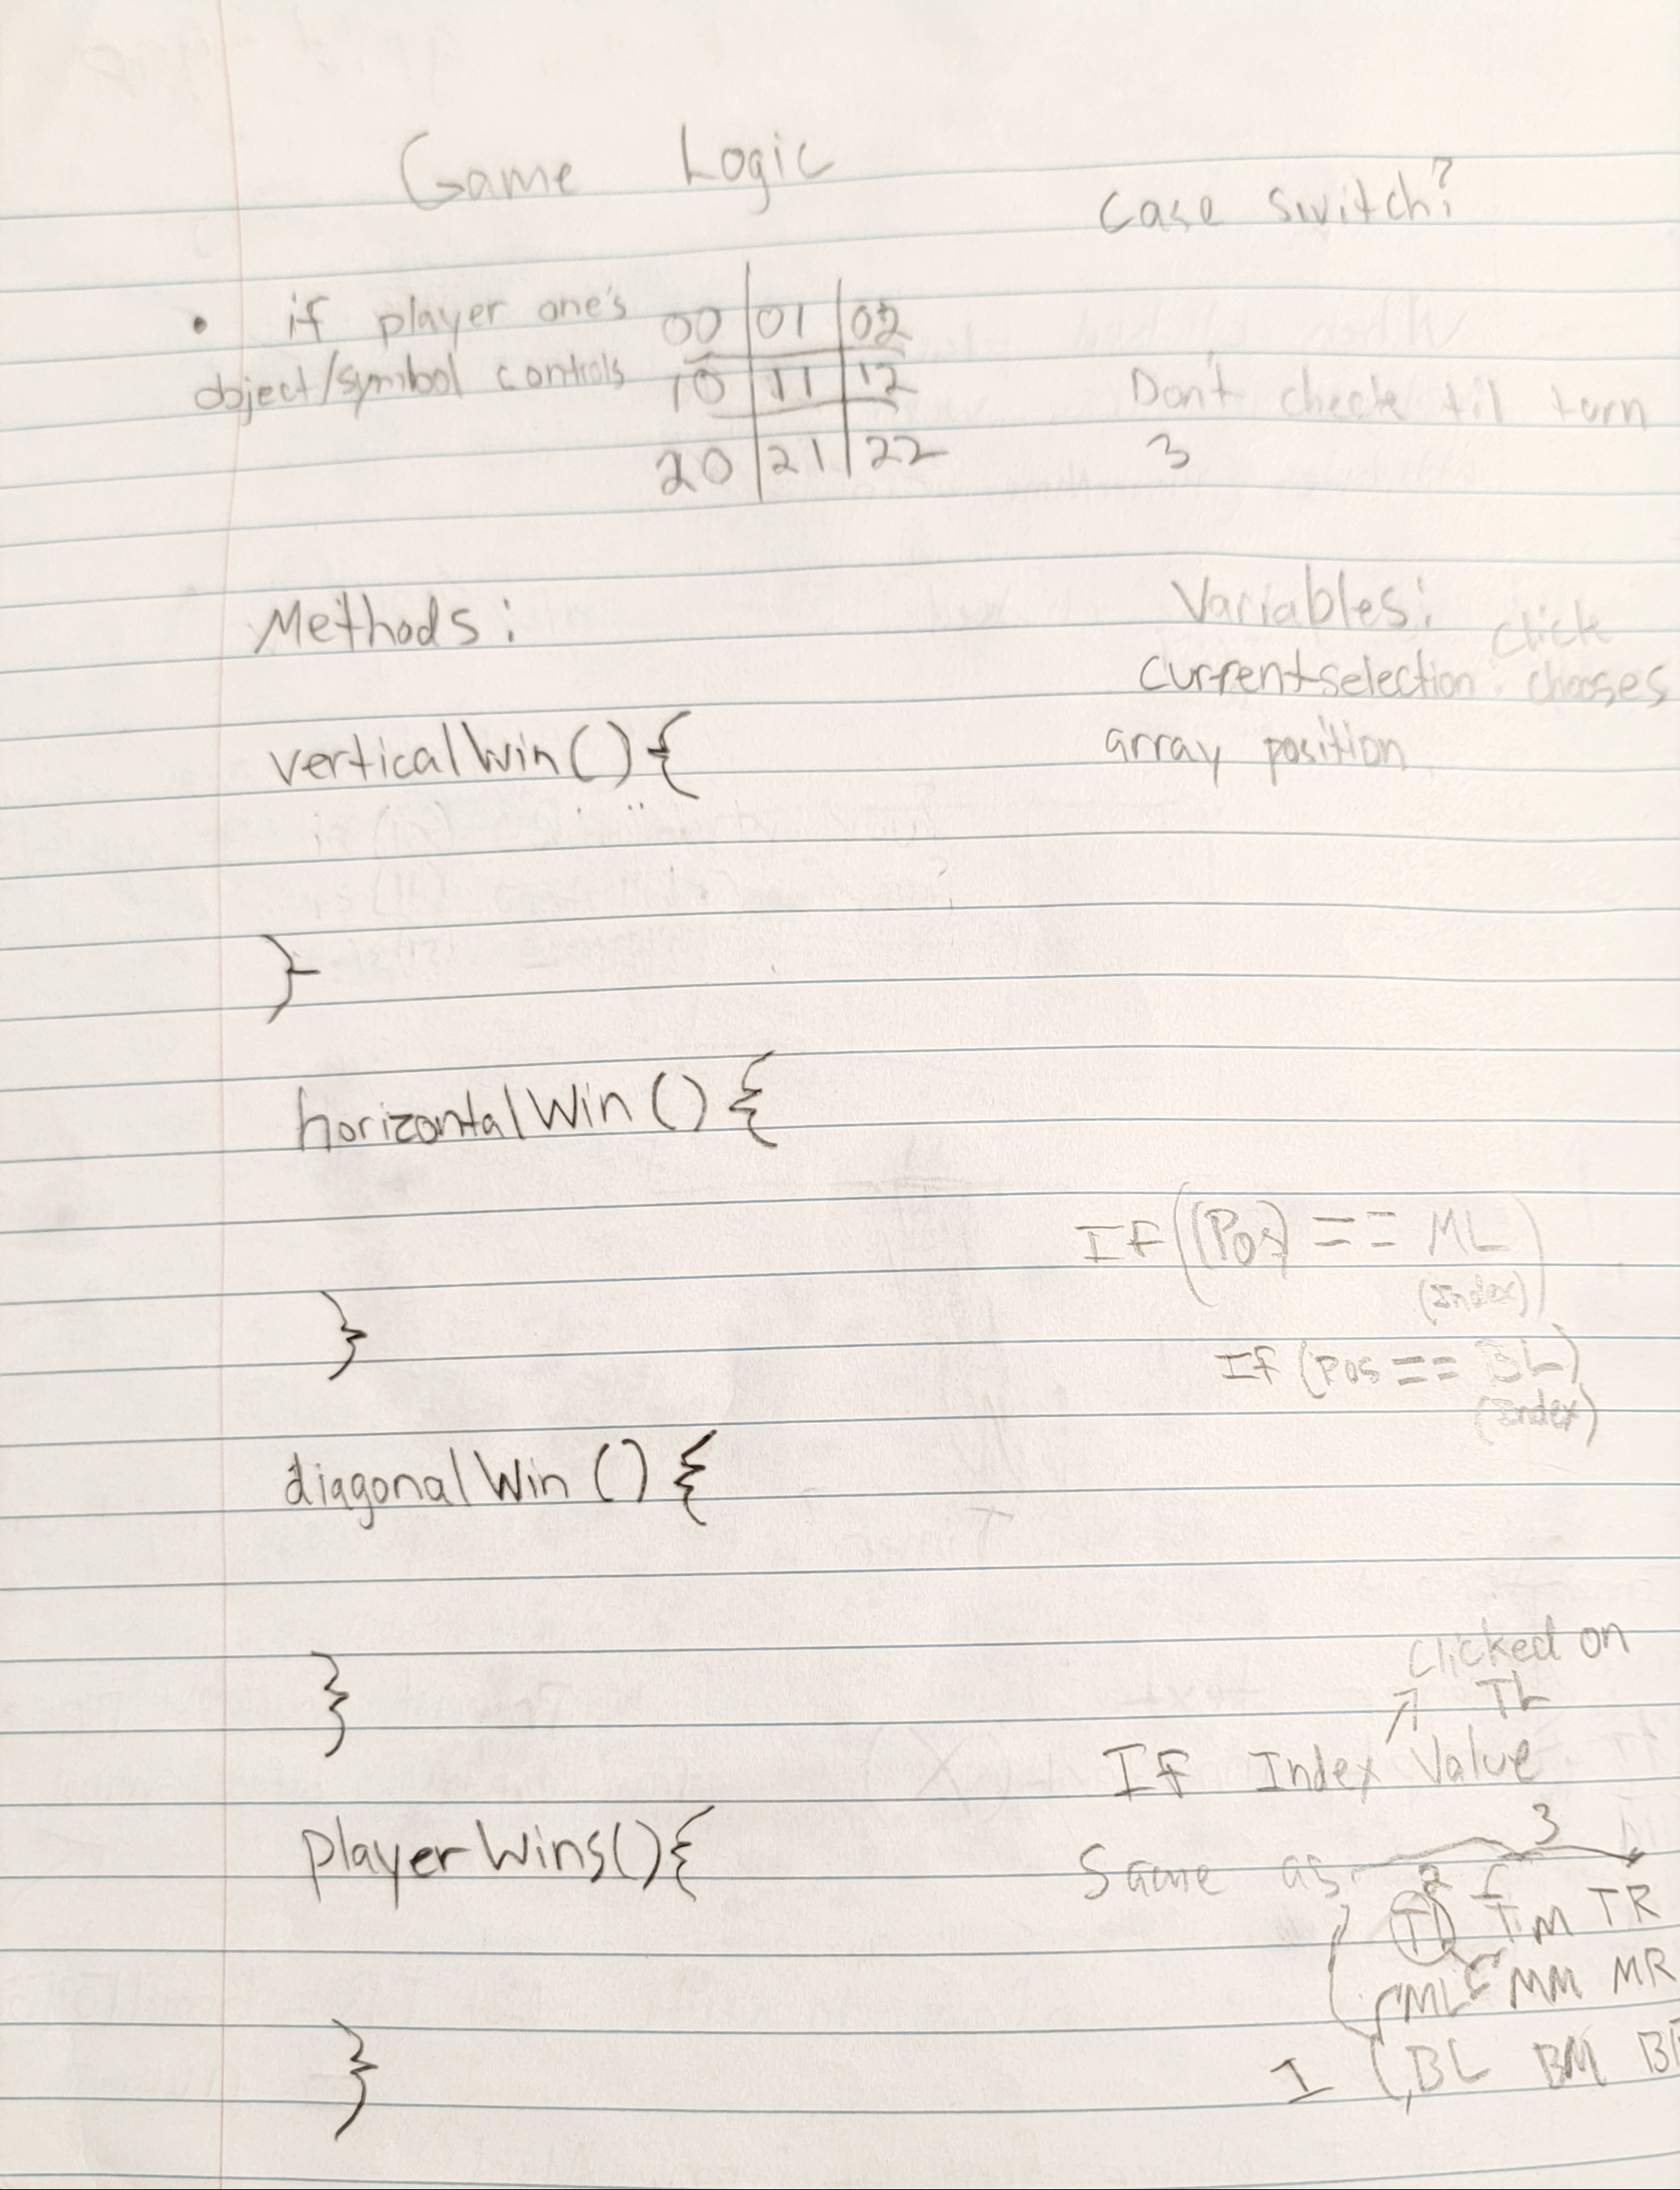 Game Logic
Case switch?
• if player one's
object/symbol controls
00 | 01 | 02
10 | 11 | 12
20 | 21 | 22
Don't check til turn
3
Methods:
Variables:
currentselection: click chooses
array position
verticalWin(){
}
horizontalWin(){
}
IF((Pos) == ML
(Index))
IF(Pos == BL)
(Index)
diagonalWin(){
}
Clicked on
TL
IF Index Value
Same as
playerWins(){
3
2
TL TM TR
ML MM MR
1 BL BM
}